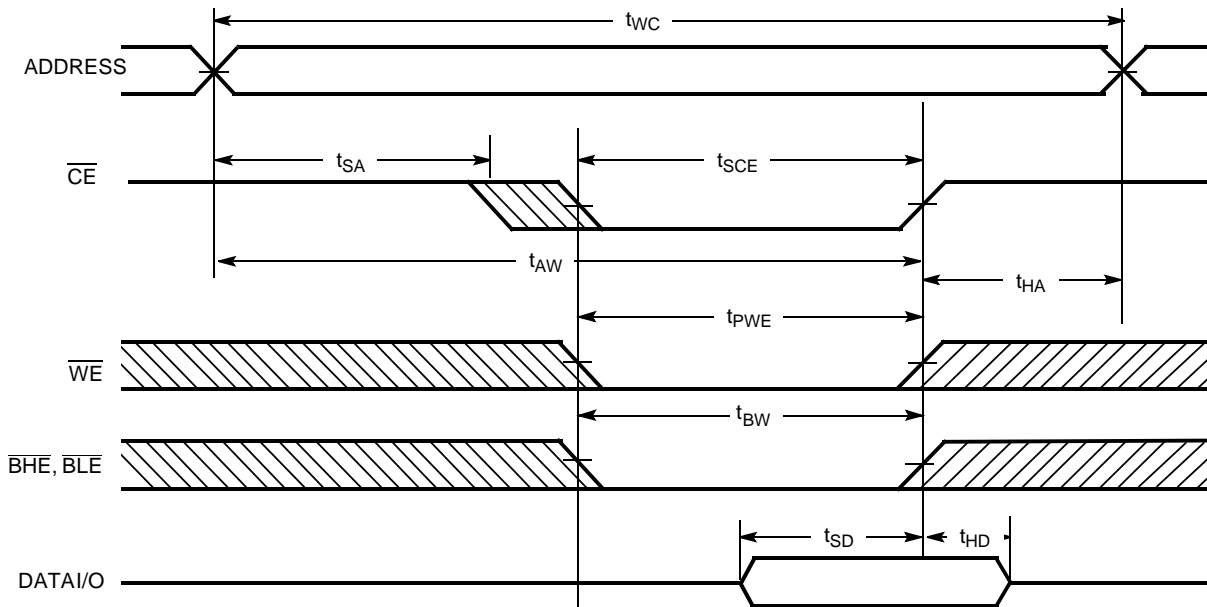 tWC
ADDRESS
tSA
tSCE
CE
tAW
tHA
tPWE
WE
tBW
BHE, BLE
tSD
tHD
DATAI/O